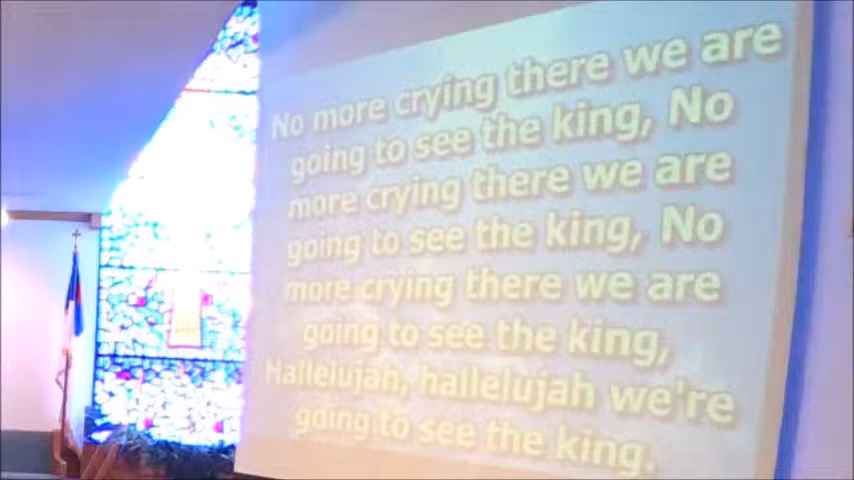 No more crying there we are
going to see the king, No
more crying there we are
going to see the king, No
more crying there we are
going to see the king,
Hallelujah, hallelujah we're
going to see the king.